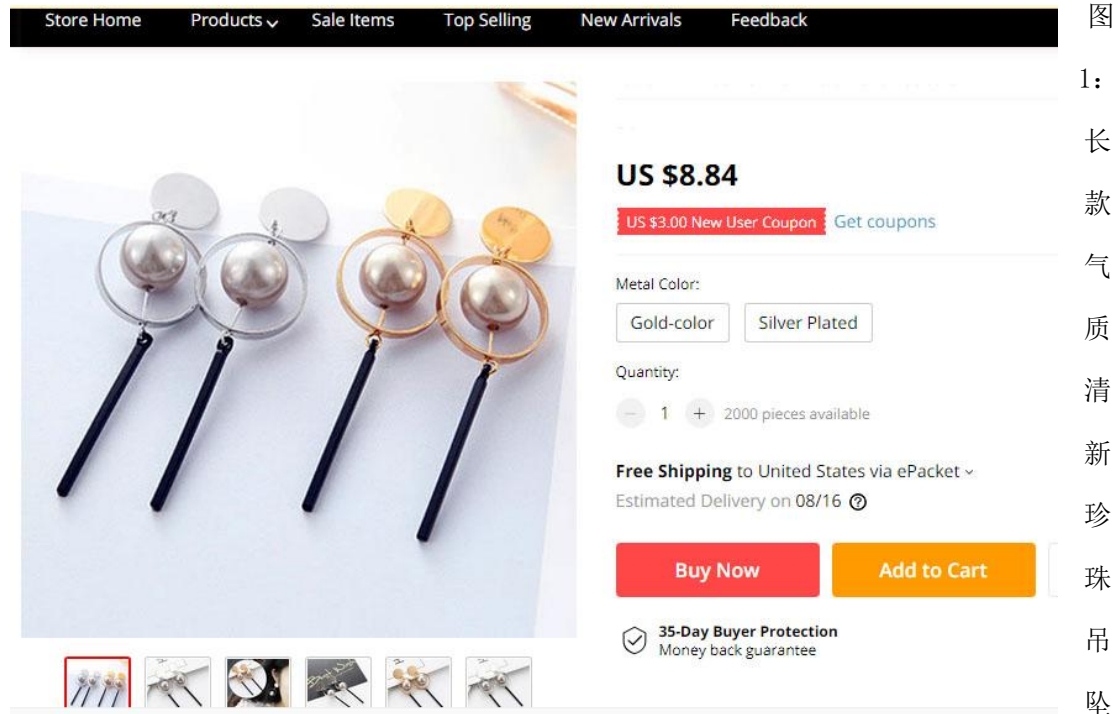 Store Home Products Sale Items Top Selling New Arrivals Feedback
US $8.84
US $3.00 New User Coupon Get coupons
Metal Color:
Gold-color Silver Plated
Quantity:
− 1 + 2000 pieces available
Free Shipping to United States via ePacket
Estimated Delivery on 08/16 ?
Buy Now Add to Cart
35-Day Buyer Protection
Money back guarantee
图1：长款气质清新珍珠吊坠